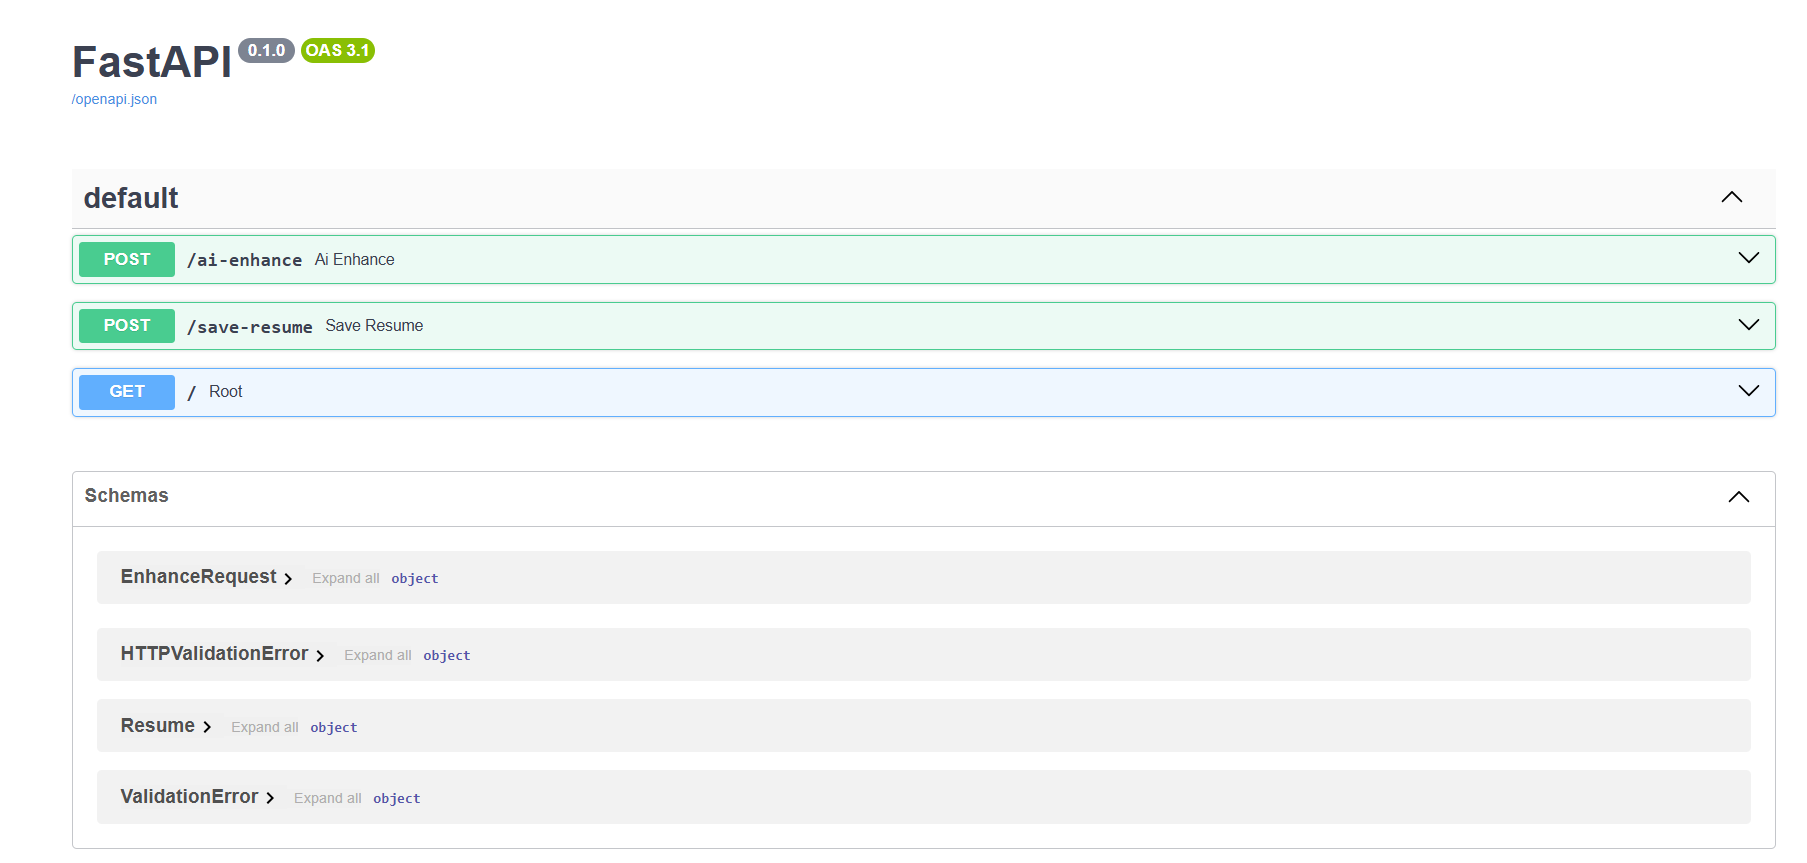 FastAPI 0.1.0 OAS 3.1
/openapi.json
default
POST /ai-enhance Ai Enhance
POST /save-resume Save Resume
GET / Root
Schemas
EnhanceRequest Expand all object
HTTPValidationError Expand all object
Resume Expand all object
ValidationError Expand all object